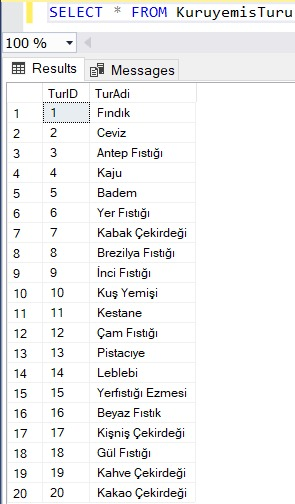 SELECT * FROM KuruyemisTuru
100 %
Results Messages
TurID TurAdi
1 1 Fındık
2 2 Ceviz
3 3 Antep Fıstığı
4 4 Kaju
5 5 Badem
6 6 Yer Fıstığı
7 7 Kabak Çekirdeği
8 8 Brezilya Fıstığı
9 9 İnci Fıstığı
10 10 Kuş Yemişi
11 11 Kestane
12 12 Çam Fıstığı
13 13 Pistacıye
14 14 Leblebi
15 15 Yerfıstığı Ezmesi
16 16 Beyaz Fıstık
17 17 Kişniş Çekirdeği
18 18 Gül Fıstığı
19 19 Kahve Çekirdeği
20 20 Kakao Çekirdeği